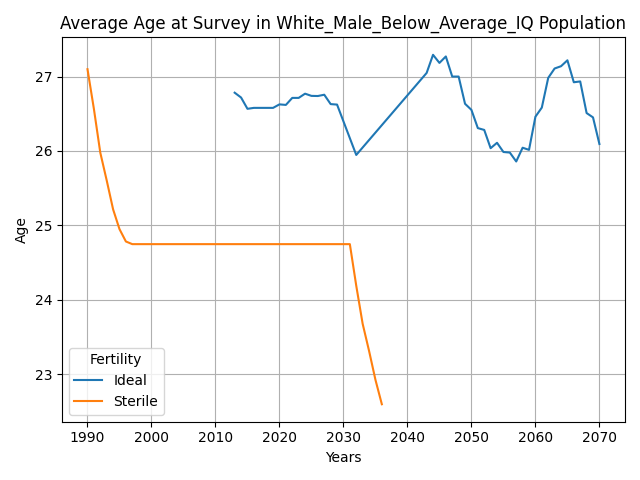 Average Age at Survey in White_Male_Below_Average_IQ Population
Age
27
26
25
24
23
Fertility
Ideal
Sterile
1990 2000 2010 2020 2030 2040 2050 2060 2070
Years